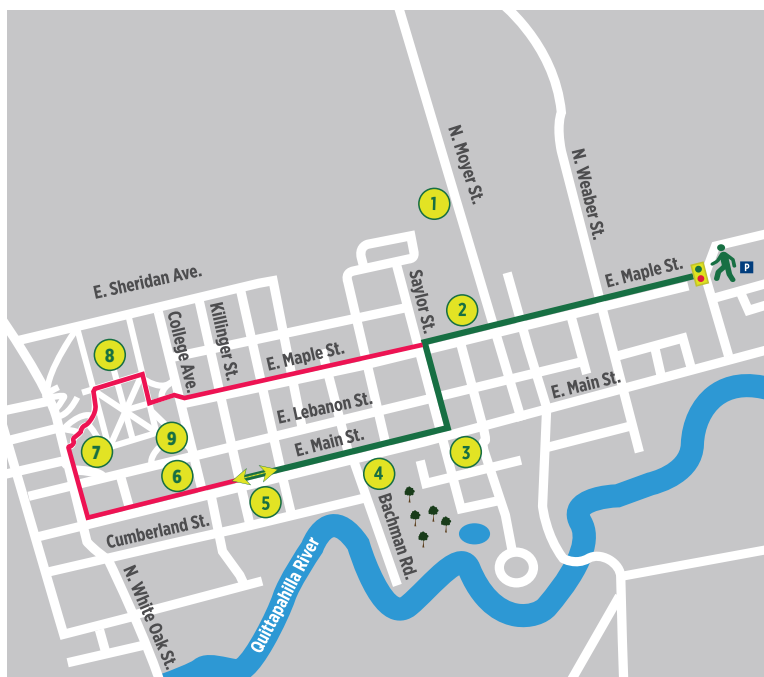 N. Moyer St.
N. Weaber St.
1
E. Maple St.
P
E. Sheridan Ave.
Saylor St.
2
College Ave.
Killinger St.
8
E. Maple St.
E. Main St.
E. Lebanon St.
9
E. Main St.
7
3
6
4
5
Cumberland St.
Bachman Rd.
Quittapahilla River
N. White Oak St.